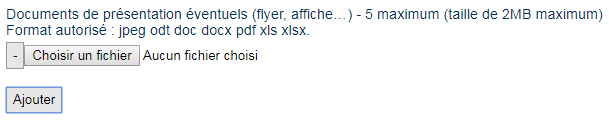 Documents de présentation éventuels (flyer, affiche...) - 5 maximum (taille de 2MB maximum)
Format autorisé : jpeg odt doc docx pdf xls xlsx.
- Choisir un fichier Aucun fichier choisi
Ajouter